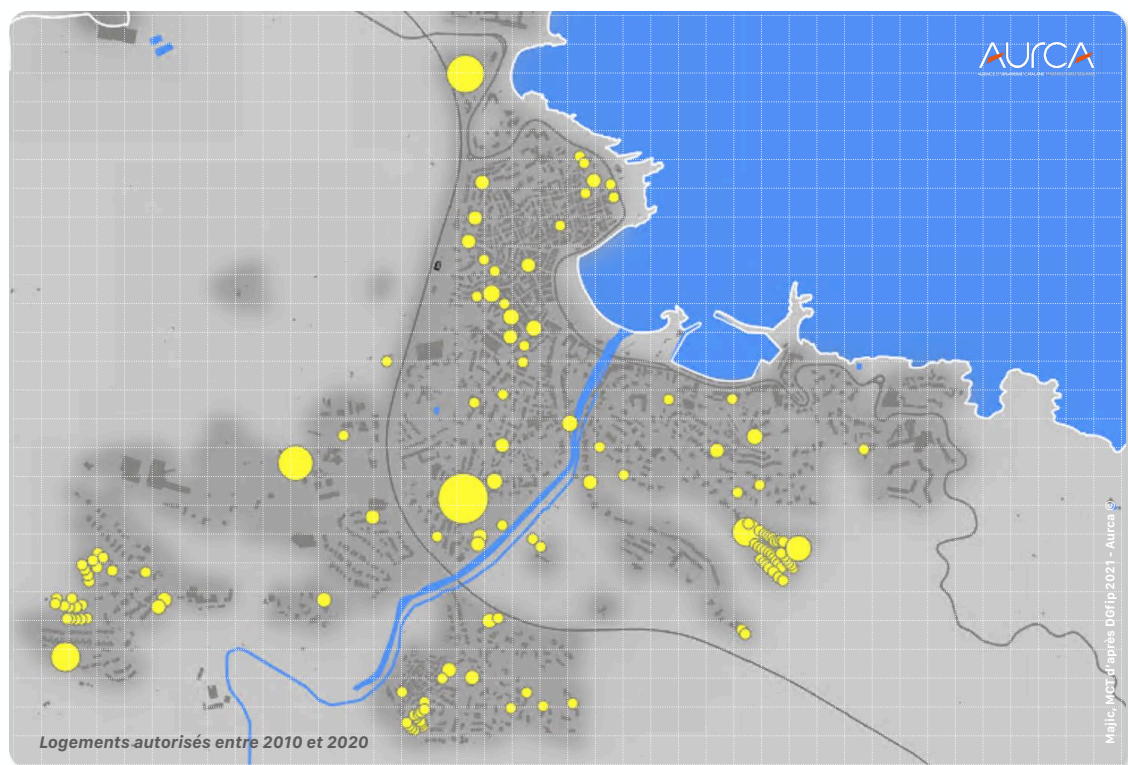 AURCA
Majic, MCT d'après DGfip 2021 - Aurca ©
Logements autorisés entre 2010 et 2020